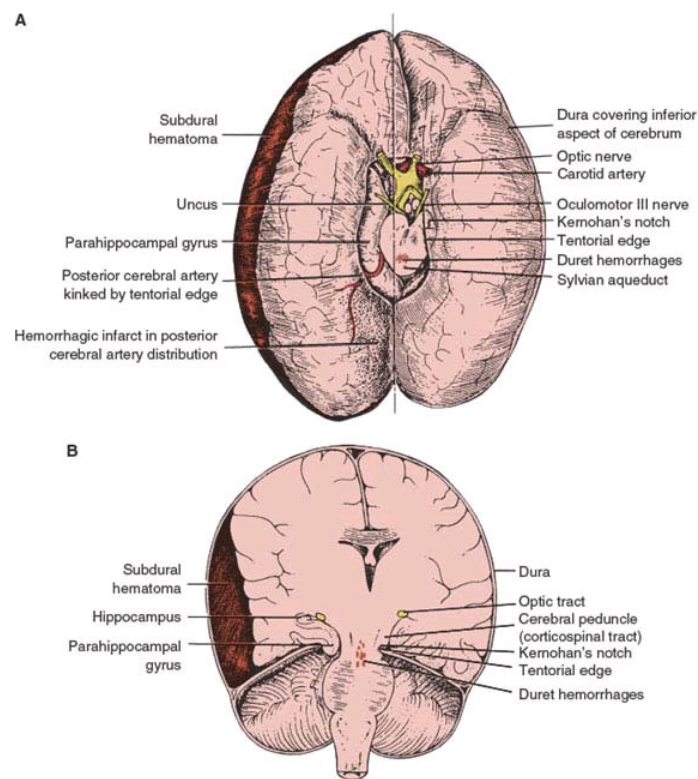 A
Subdural
hematoma
Uncus
Parahippocampal gyrus
Posterior cerebral artery
kinked by tentorial edge
Hemorrhagic infarct in posterior
cerebral artery distribution
Dura covering inferior
aspect of cerebrum
Optic nerve
Carotid artery
Oculomotor III nerve
Kernohan's notch
Tentorial edge
Duret hemorrhages
Sylvian aqueduct
B
Subdural
hematoma
Hippocampus
Parahippocampal
gyrus
Dura
Optic tract
Cerebral peduncle
(corticospinal tract)
Kernohan's notch
Tentorial edge
Duret hemorrhages